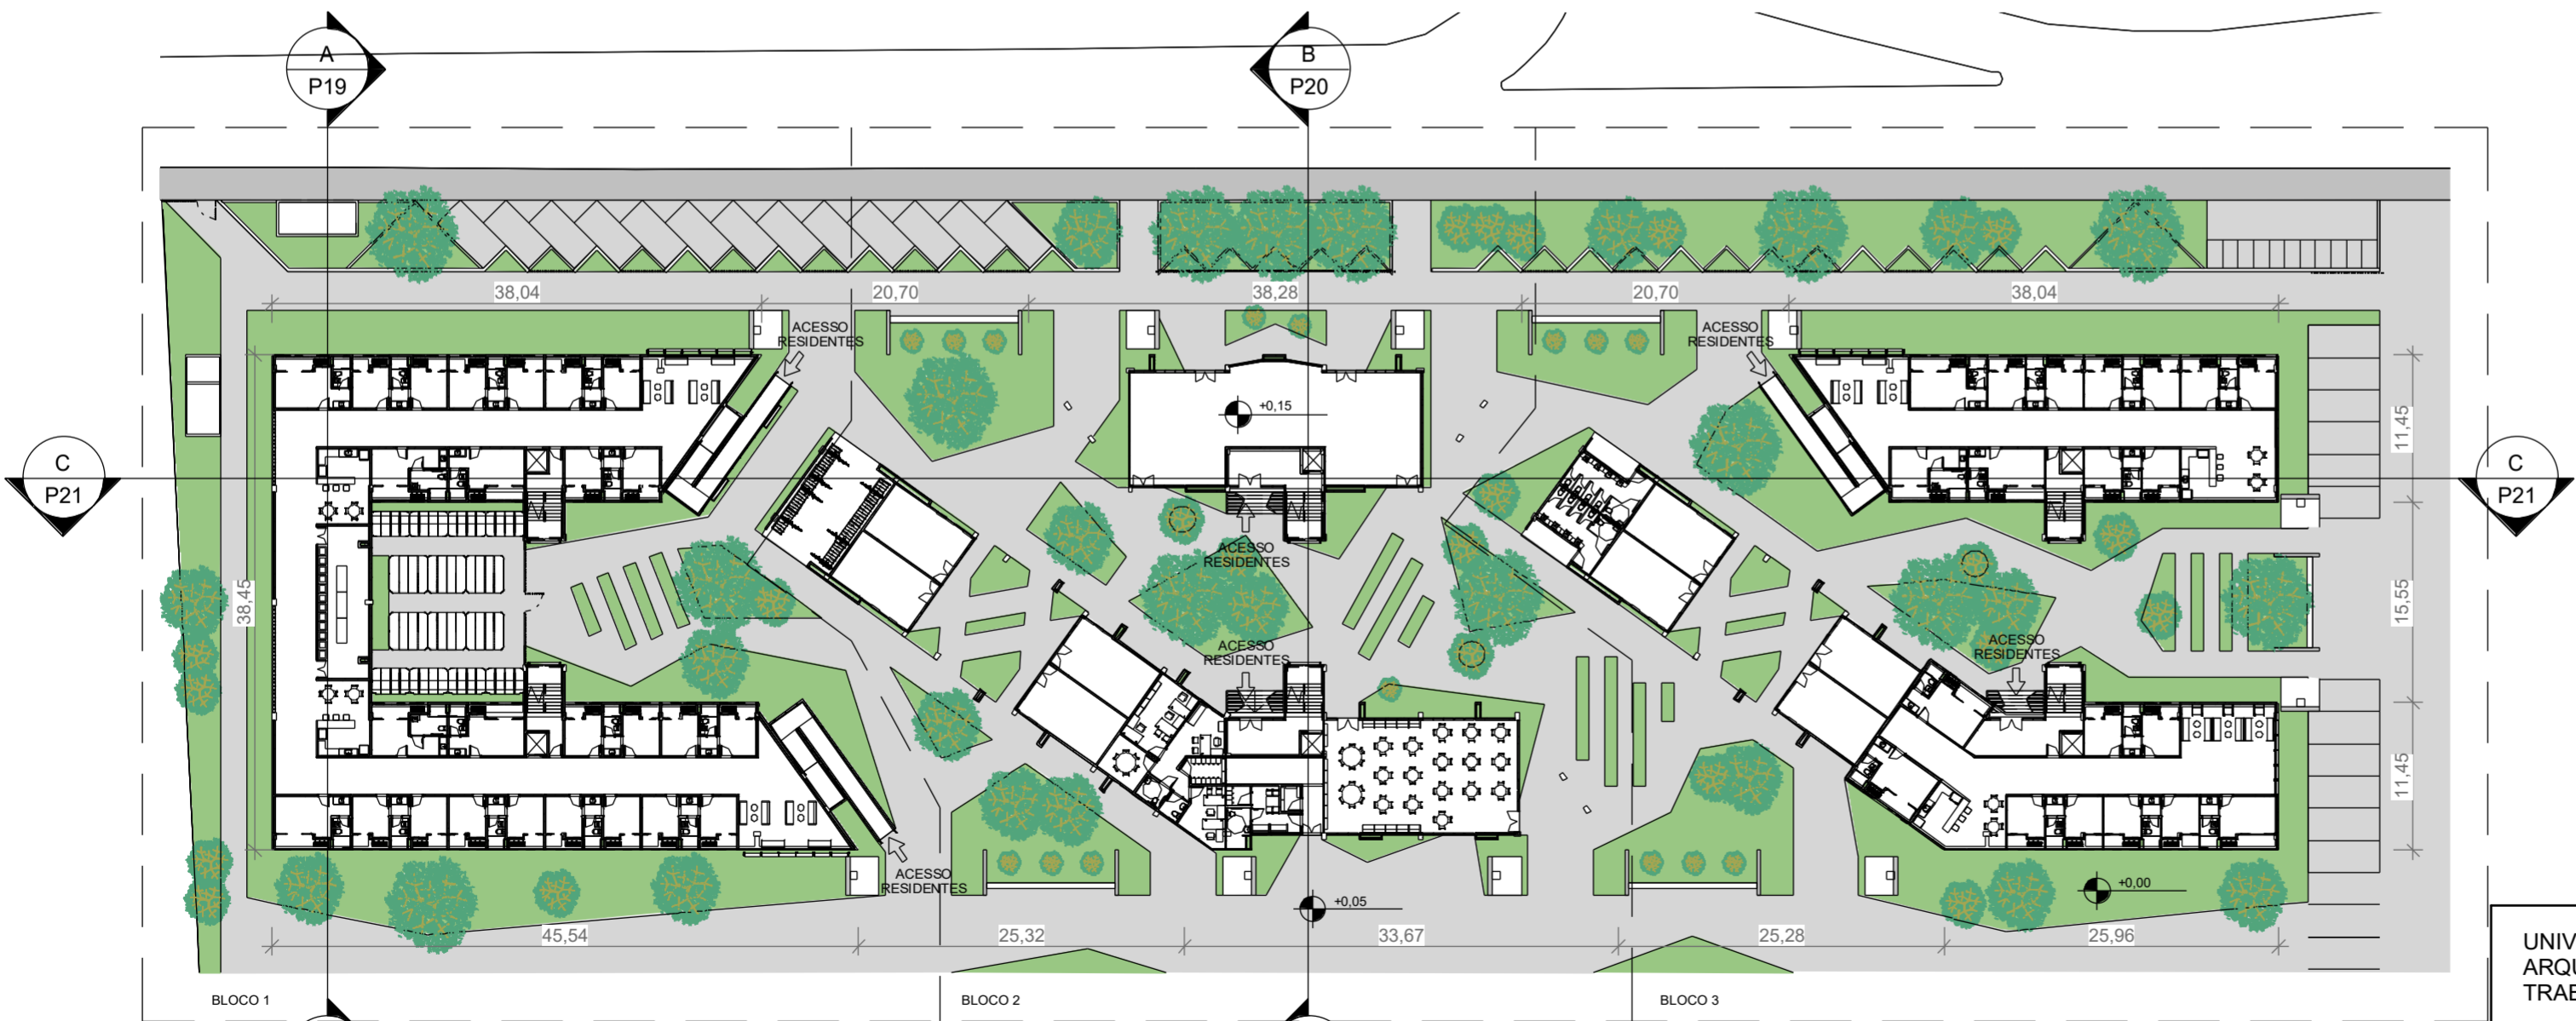 A
P19
B
P20
38,04
20,70
38,28
20,70
38,04
ACESSO
RESIDENTES
ACESSO
RESIDENTES
+0,15
11,45
C
P21
C
P21
ACESSO
RESIDENTES
38,45
15,55
ACESSO
RESIDENTES
ACESSO
RESIDENTES
11,45
ACESSO
RESIDENTES
+0,00
+0,05
45,54
25,32
33,67
25,28
25,96
UNIV
ARQU
TRAB
BLOCO 1
BLOCO 2
BLOCO 3